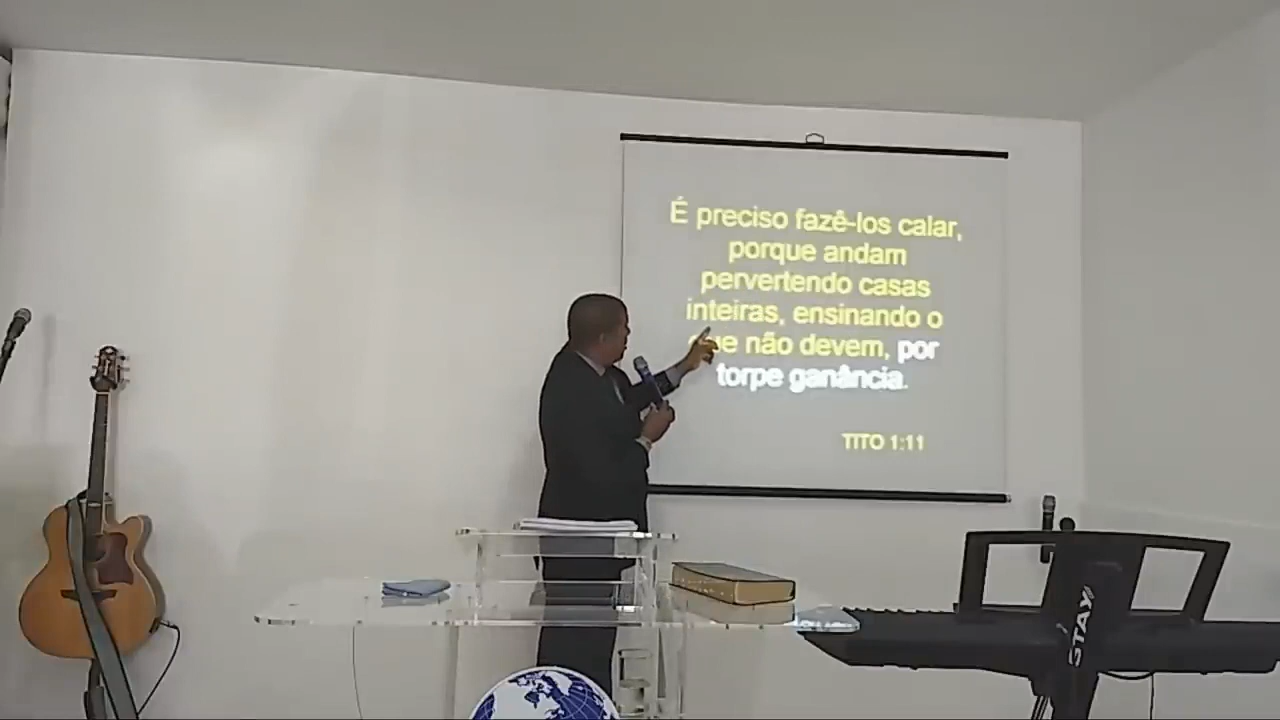 É preciso fazê-los calar,
porque andam
pervertendo casas
inteiras, ensinando o
que não devem, por
torpe ganância.
TITO 1:11
STAY